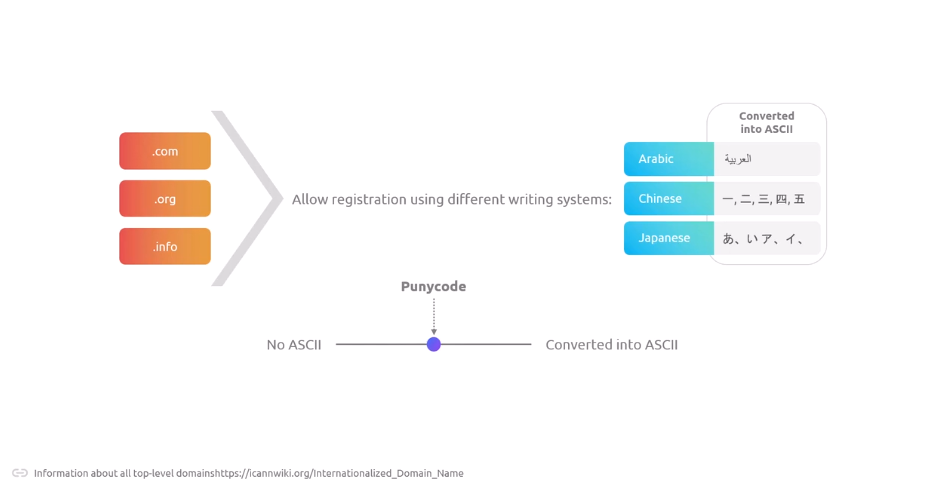 .com
.org
.info
Allow registration using different writing systems:
Converted
into ASCII
Arabic
العربية
Chinese
一, 二, 三, 四, 五
Japanese
あ、い ア、イ、
Punycode
No ASCII
Converted into ASCII
Information about all top-level domainshttps://icannwiki.org/Internationalized_Domain_Name